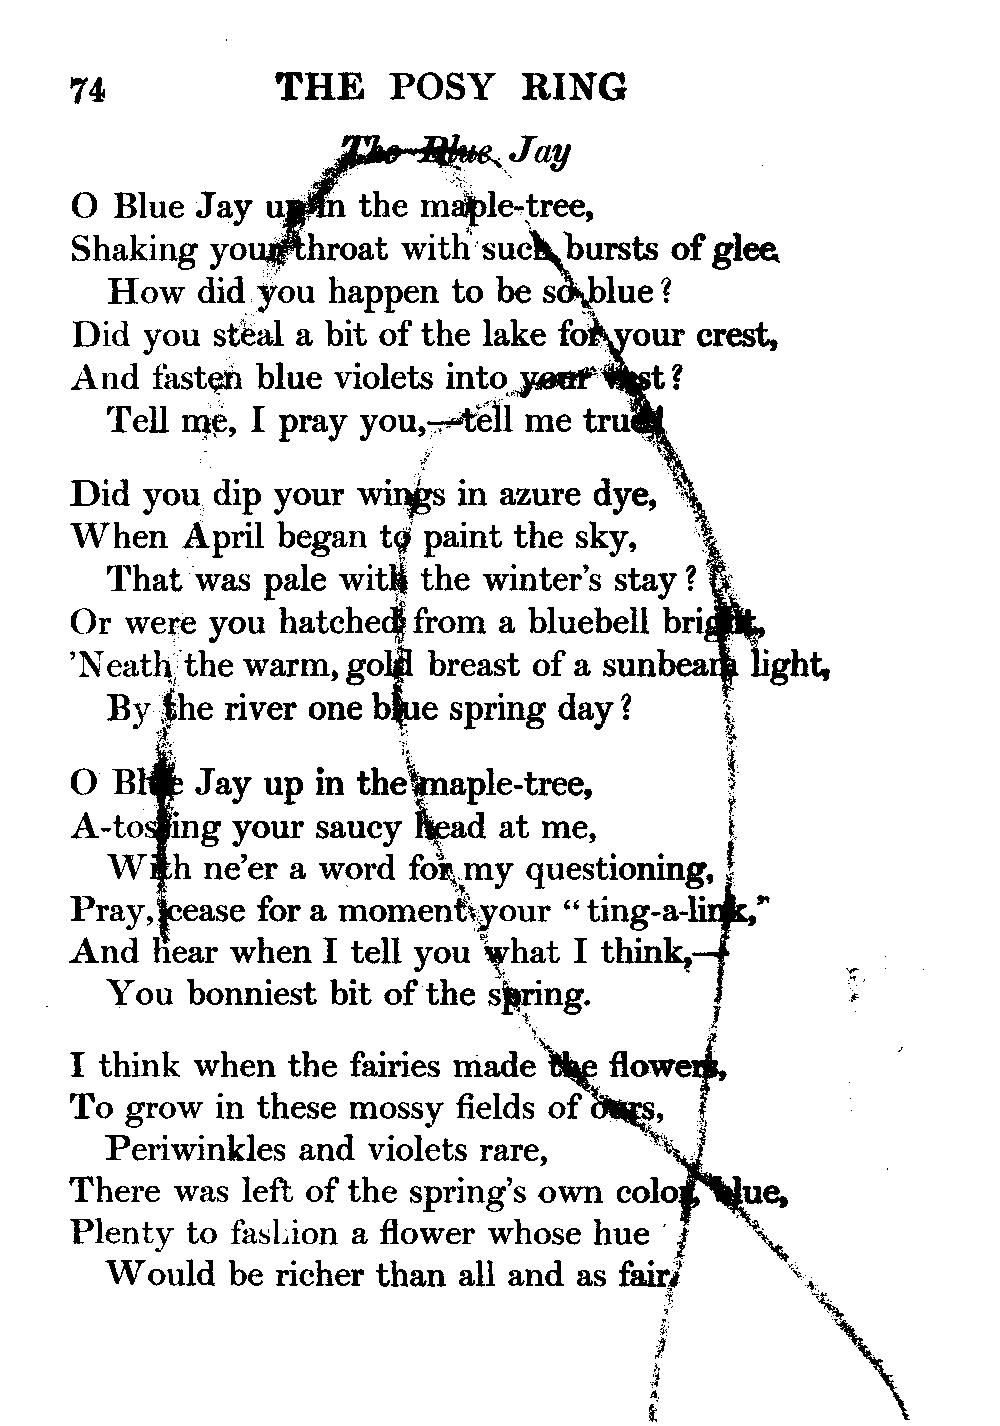 74 THE POSY RING
The Blue Jay
O Blue Jay up in the maple-tree,
Shaking your throat with such bursts of glee,
How did you happen to be so blue?
Did you steal a bit of the lake for your crest,
And fasten blue violets into your vest?
Tell me, I pray you,—tell me true!
Did you dip your wings in azure dye,
When April began to paint the sky,
That was pale with the winter's stay?
Or were you hatched from a bluebell bright,
'Neath the warm, gold breast of a sunbeam light,
By the river one blue spring day?
O Blue Jay up in the maple-tree,
A-tossing your saucy head at me,
With ne'er a word for my questioning,
Pray, cease for a moment your "ting-a-link,"
And hear when I tell you what I think,—
You bonniest bit of the spring.
I think when the fairies made the flowers,
To grow in these mossy fields of ours,
Periwinkles and violets rare,
There was left of the spring's own color, blue,
Plenty to fashion a flower whose hue
Would be richer than all and as fair.